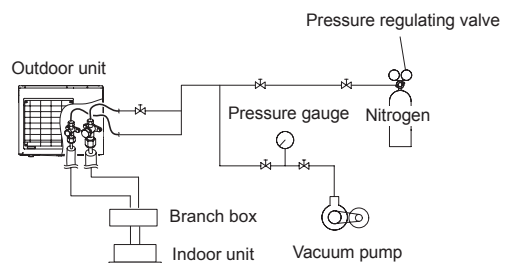 Pressure regulating valve
Outdoor unit
Pressure gauge
Nitrogen
Branch box
Indoor unit
Vacuum pump